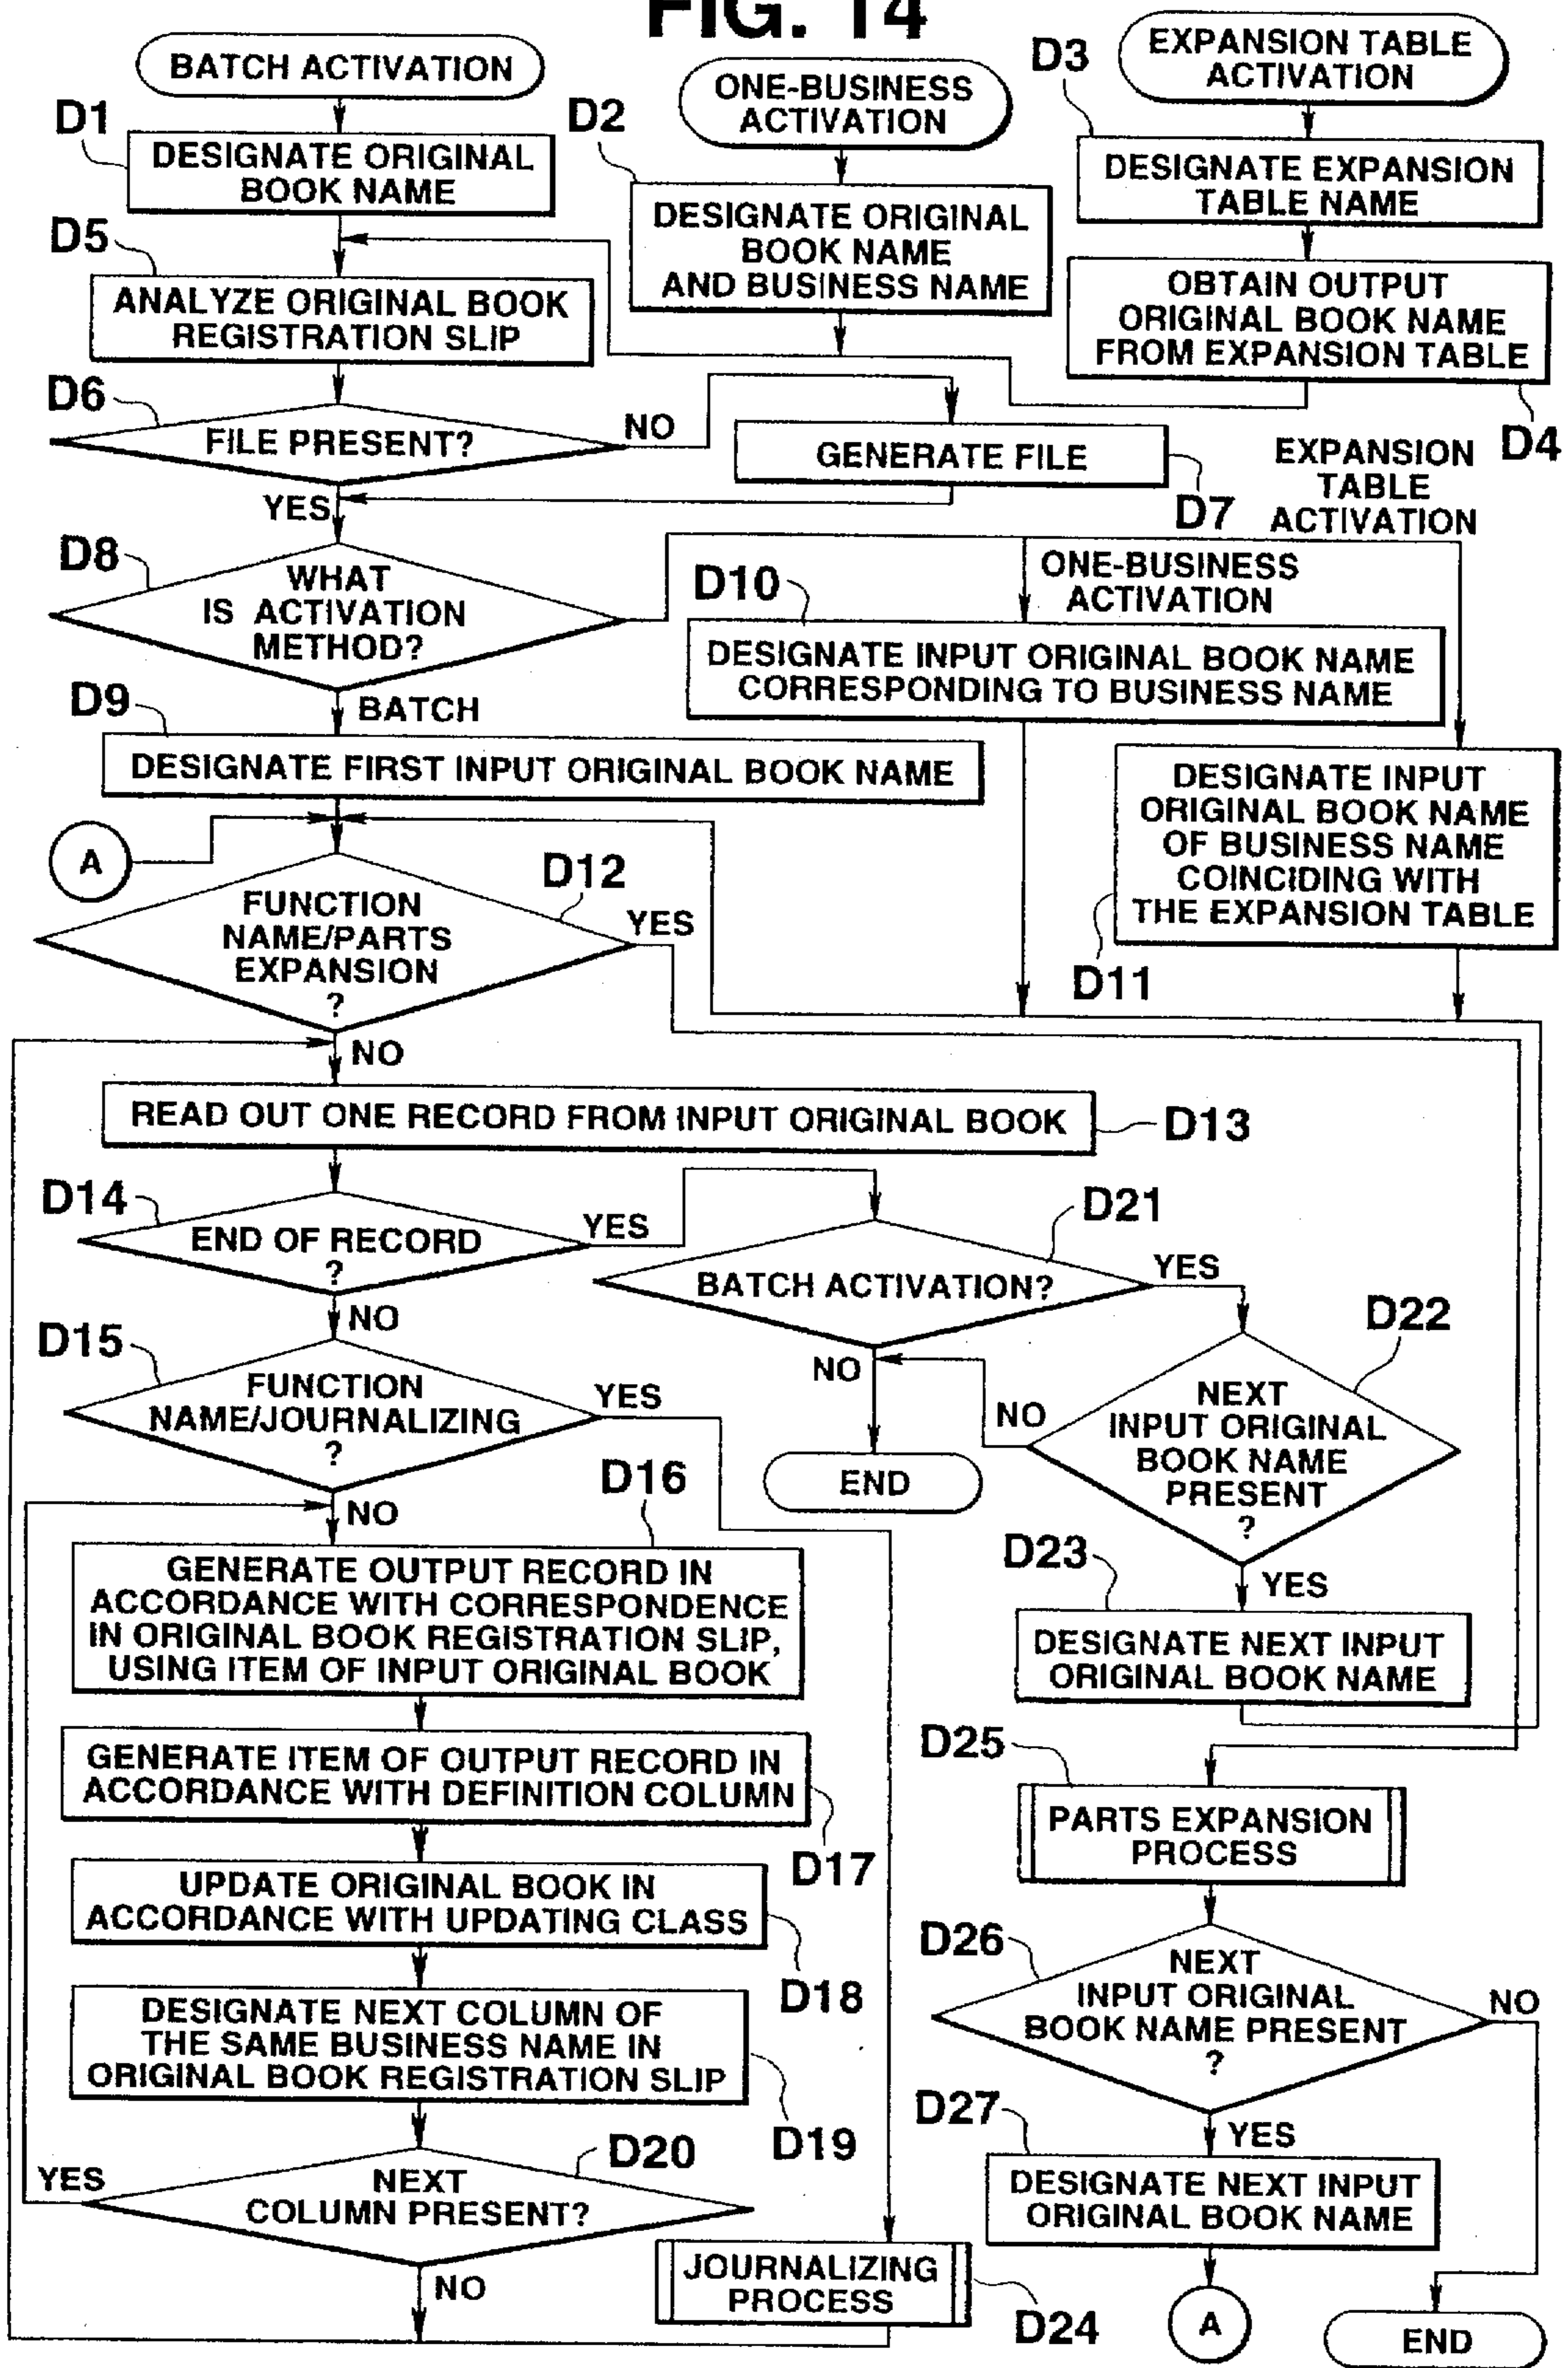 FIG. 14
BATCH ACTIVATION
D1
DESIGNATE ORIGINAL
BOOK NAME
ONE-BUSINESS
ACTIVATION
D2
DESIGNATE ORIGINAL
BOOK NAME
AND BUSINESS NAME
EXPANSION TABLE
ACTIVATION
D3
DESIGNATE EXPANSION
TABLE NAME
OBTAIN OUTPUT
ORIGINAL BOOK NAME
FROM EXPANSION TABLE
D4
D5
ANALYZE ORIGINAL BOOK
REGISTRATION SLIP
D6
FILE PRESENT?
NO
YES
GENERATE FILE
D7
D8
WHAT
IS ACTIVATION
METHOD?
BATCH
ONE-BUSINESS
ACTIVATION
EXPANSION
TABLE
ACTIVATION
D9
DESIGNATE FIRST INPUT ORIGINAL BOOK NAME
D10
DESIGNATE INPUT ORIGINAL BOOK NAME
CORRESPONDING TO BUSINESS NAME
DESIGNATE INPUT
ORIGINAL BOOK NAME
OF BUSINESS NAME
COINCIDING WITH
THE EXPANSION TABLE
D11
A
D12
FUNCTION
NAME/PARTS
EXPANSION
?
YES
NO
READ OUT ONE RECORD FROM INPUT ORIGINAL BOOK
D13
D14
END OF RECORD
?
YES
NO
D15
FUNCTION
NAME/JOURNALIZING
?
YES
NO
D16
GENERATE OUTPUT RECORD IN
ACCORDANCE WITH CORRESPONDENCE
IN ORIGINAL BOOK REGISTRATION SLIP,
USING ITEM OF INPUT ORIGINAL BOOK
GENERATE ITEM OF OUTPUT RECORD IN
ACCORDANCE WITH DEFINITION COLUMN
D17
UPDATE ORIGINAL BOOK IN
ACCORDANCE WITH UPDATING CLASS
D18
DESIGNATE NEXT COLUMN OF
THE SAME BUSINESS NAME IN
ORIGINAL BOOK REGISTRATION SLIP
D19
D20
NEXT
COLUMN PRESENT?
YES
NO
D21
BATCH ACTIVATION?
YES
NO
END
D22
NEXT
INPUT ORIGINAL
BOOK NAME
PRESENT
?
NO
YES
D23
DESIGNATE NEXT INPUT
ORIGINAL BOOK NAME
JOURNALIZING
PROCESS
D24
D25
PARTS EXPANSION
PROCESS
D26
NEXT
INPUT ORIGINAL
BOOK NAME PRESENT
?
NO
YES
D27
DESIGNATE NEXT INPUT
ORIGINAL BOOK NAME
A
END